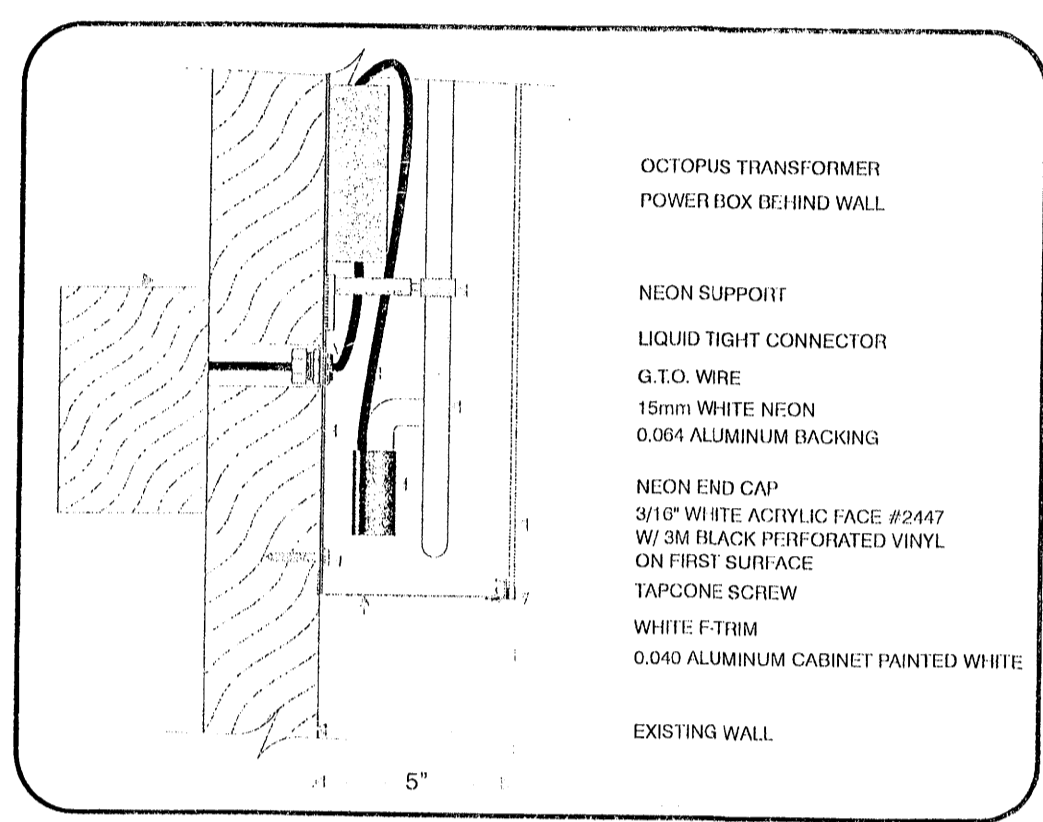 OCTOPUS TRANSFORMER
POWER BOX BEHIND WALL
NEON SUPPORT
LIQUID TIGHT CONNECTOR
G.T.O. WIRE
15mm WHITE NEON
0.064 ALUMINUM BACKING
NEON END CAP
3/16" WHITE ACRYLIC FACE #2447
W/ 3M BLACK PERFORATED VINYL
ON FIRST SURFACE
TAPCONE SCREW
WHITE F-TRIM
0.040 ALUMINUM CABINET PAINTED WHITE
EXISTING WALL
5"